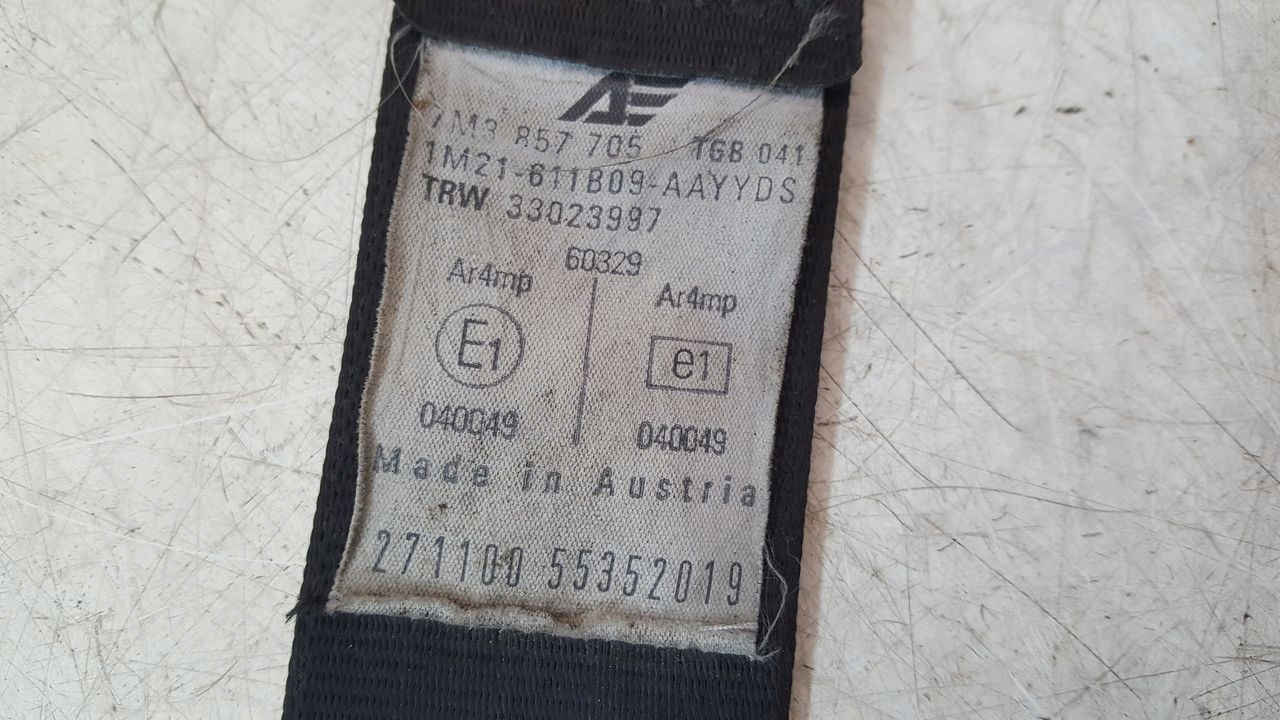 AE
7M3 857 705 TGB 041
1M21-611B09-AAYYDS
TRW 33023997
60329
Ar4mp Ar4mp
E1 e1
040049 040049
Made in Austria
271100 55352019